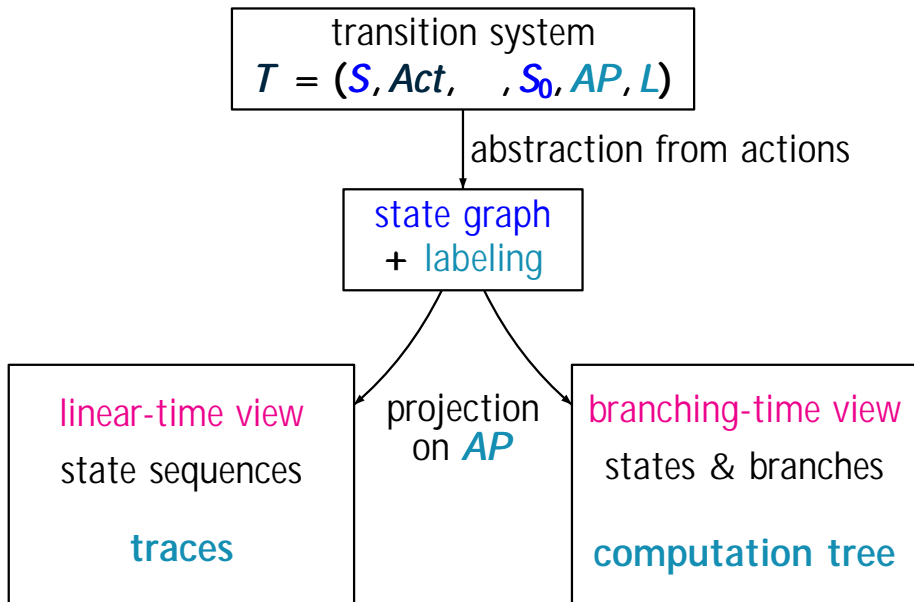 transition system
T = (S, Act, , S0, AP, L)
abstraction from actions
state graph
+ labeling
linear-time view
state sequences
traces
projection
on AP
branching-time view
states & branches
computation tree